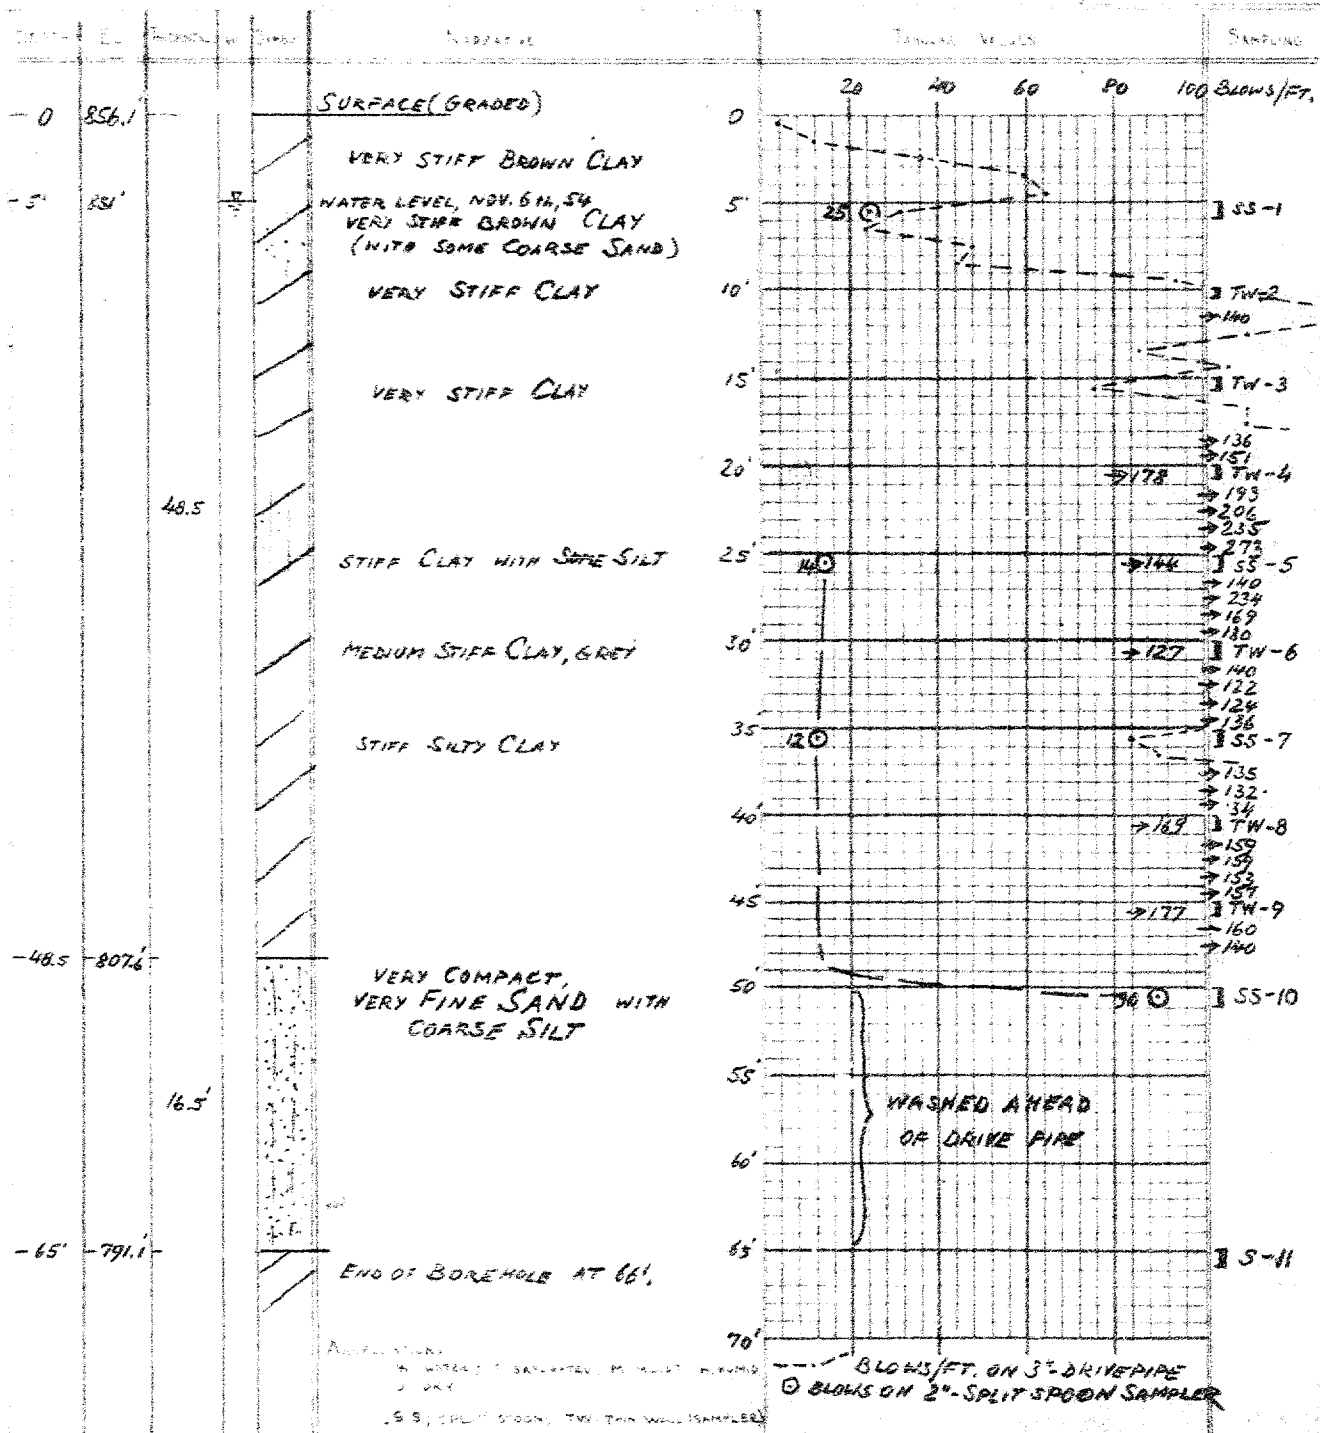 SAMPLING
20 40 60 80 100 BLOWS/FT.
0 856.1' SURFACE (GRADED) 0
VERY STIFF BROWN CLAY
-5' 851' WATER LEVEL, NOV. 6TH, 54 5'
25 SS-1
VERY STIFF BROWN CLAY
(WITH SOME COARSE SAND)
VERY STIFF CLAY 10' TW-2
140
VERY STIFF CLAY 15' TW-3
136
151
20' 178 TW-4
193
48.5 206
235
273
STIFF CLAY WITH SOME SILT 25' 14 144 SS-5
140
234
169
130
MEDIUM STIFF CLAY, GREY 30' 127 TW-6
140
122
124
136
STIFF SILTY CLAY 35' 12 SS-7
135
132
34
40' 169 TW-8
159
159
153
157
45' 177 TW-9
160
140
-48.5 807.6'
VERY COMPACT,
VERY FINE SAND WITH 50' 96 SS-10
COARSE SILT
55'
16.5' WASHED AHEAD
OF DRIVE PIPE
60'
-65' 791.1' 65' S-11
END OF BOREHOLE AT 66'.
70'
BLOWS/FT. ON 3"-DRIVEPIPE
BLOWS ON 2"-SPLIT SPOON SAMPLER